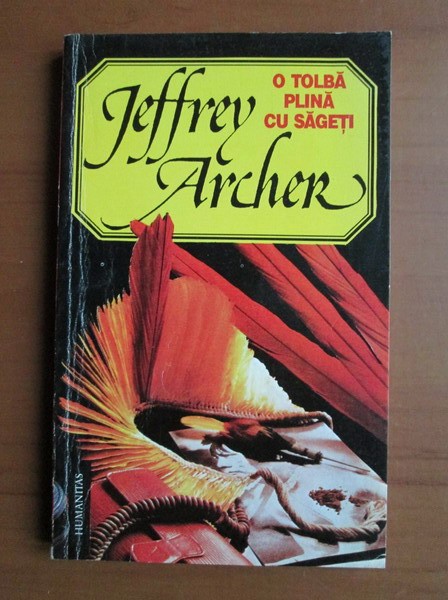 Jeffrey
Archer
O TOLBĂ
PLINĂ
CU SĂGEȚI
HUMANITAS